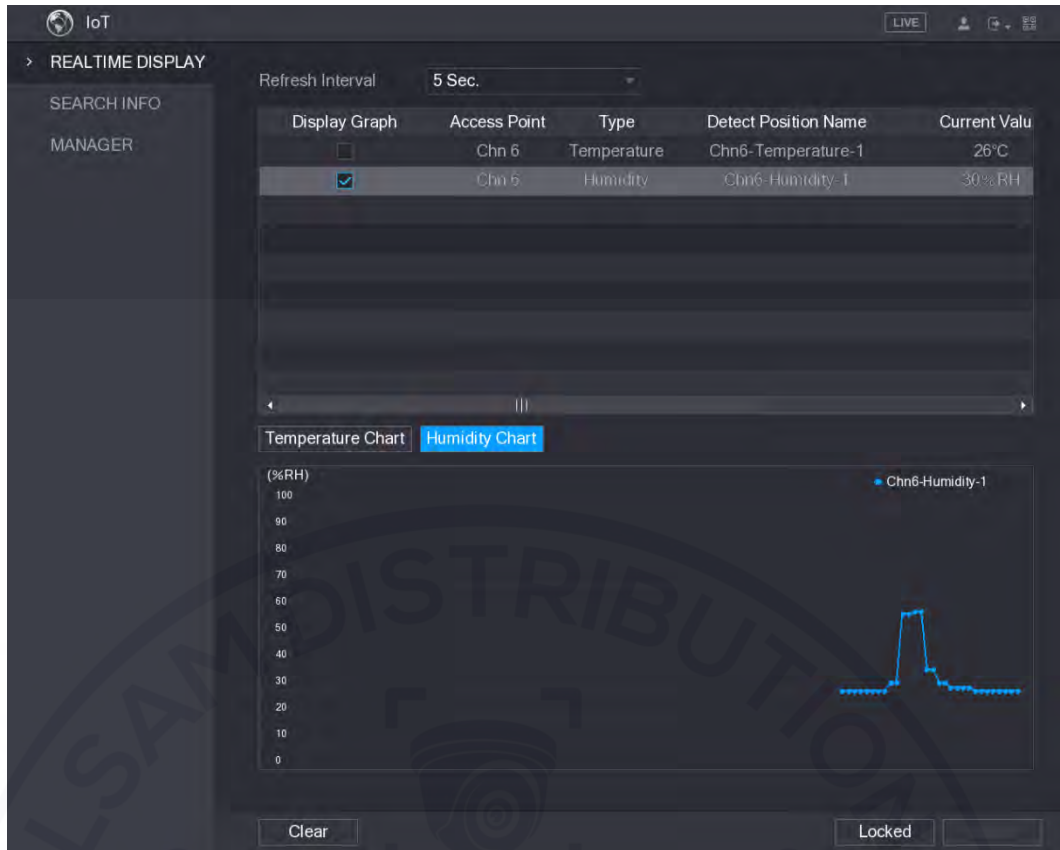 IoT LIVE
REALTIME DISPLAY
SEARCH INFO
MANAGER
Refresh Interval 5 Sec.
Display Graph Access Point Type Detect Position Name Current Valu
Chn 6 Temperature Chn6-Temperature-1 26°C
Chn 6 Humidity Chn6-Humidity-1 30%RH
Temperature Chart Humidity Chart
(%RH)
Chn6-Humidity-1
100
90
80
70
60
50
40
30
20
10
0
SAM DISTRIBUTION
Clear Locked